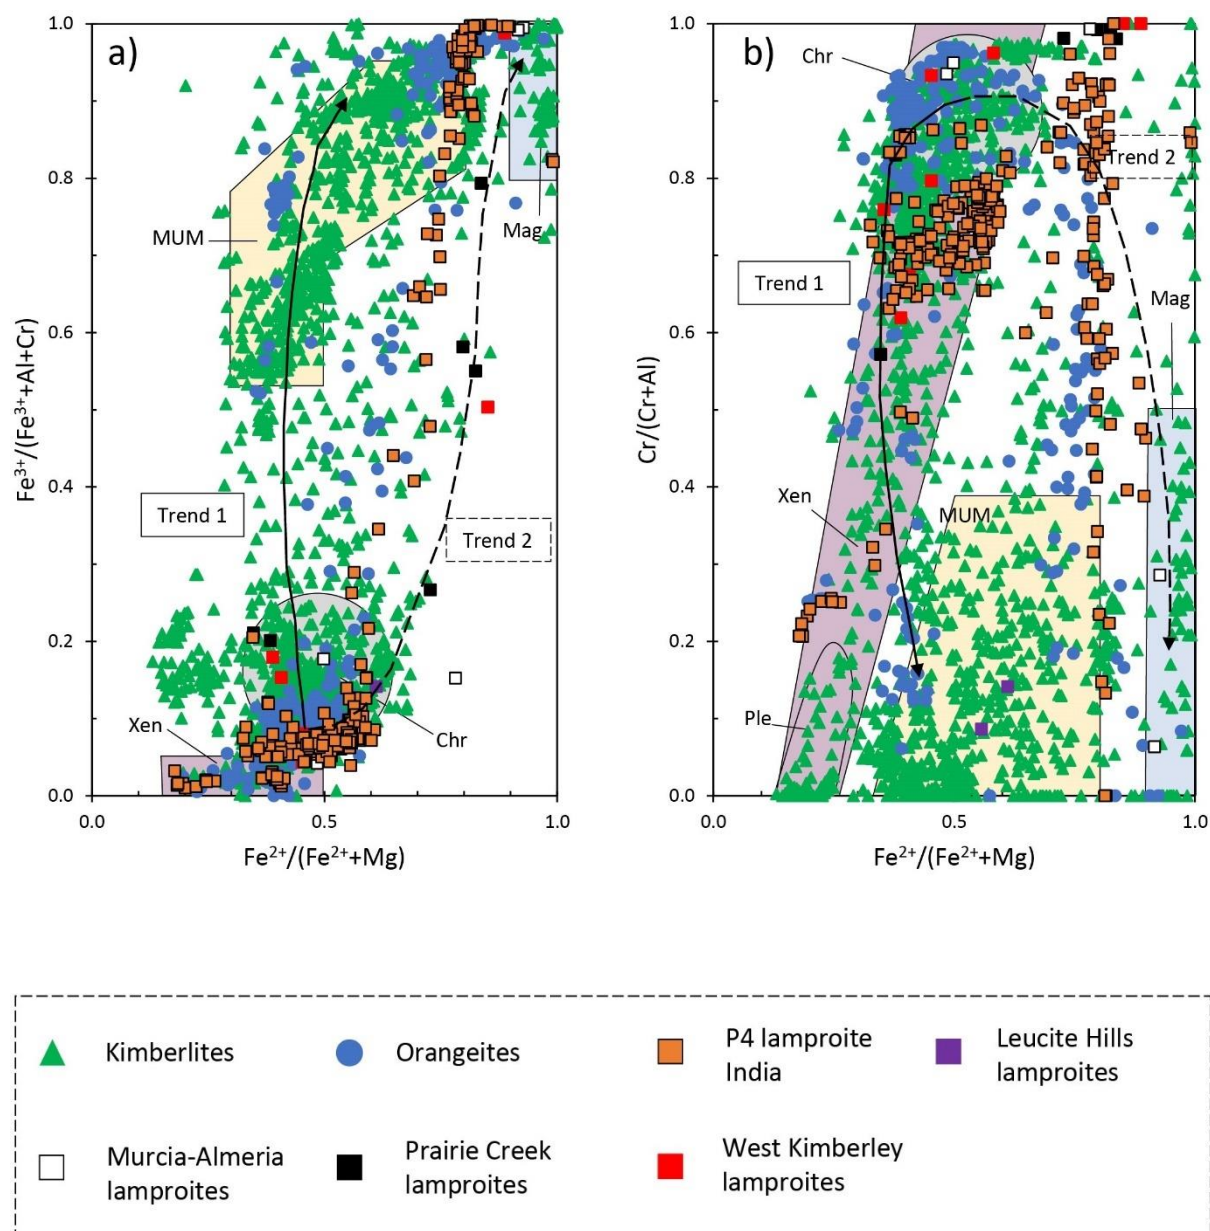 a)
1.0
0.8
0.6
0.4
0.2
0.0
Fe³⁺/(Fe³⁺+Al+Cr)
MUM
Mag
Trend 1
Trend 2
Xen
Chr
0.0
0.5
1.0
Fe²⁺/(Fe²⁺+Mg)
b)
1.0
0.8
0.6
0.4
0.2
0.0
Cr/(Cr+Al)
Chr
Trend 2
Trend 1
Mag
Xen
MUM
Ple
0.0
0.5
1.0
Fe²⁺/(Fe²⁺+Mg)
Kimberlites
Orangeites
P4 lamproite
India
Leucite Hills
lamproites
Murcia-Almeria
lamproites
Prairie Creek
lamproites
West Kimberley
lamproites